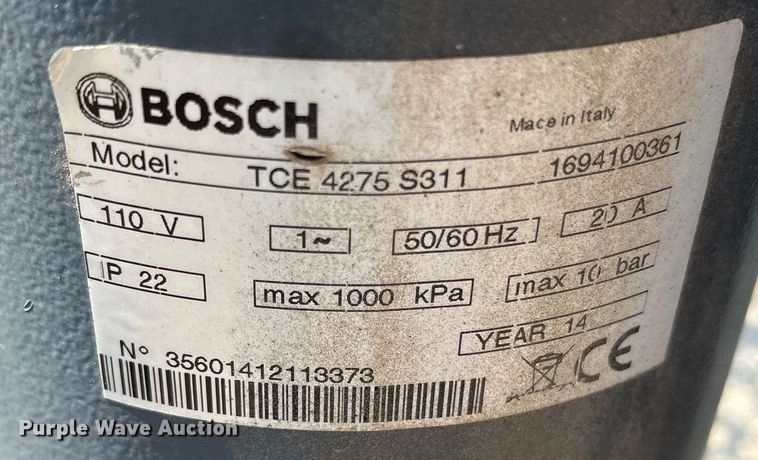 BOSCH
Made in Italy
Model: TCE 4275 S311 1694100361
110 V 1~ 50/60 Hz 20 A
IP 22 max 1000 kPa max 10 bar
YEAR 14
N° 35601412113373
CE
Purple Wave Auction